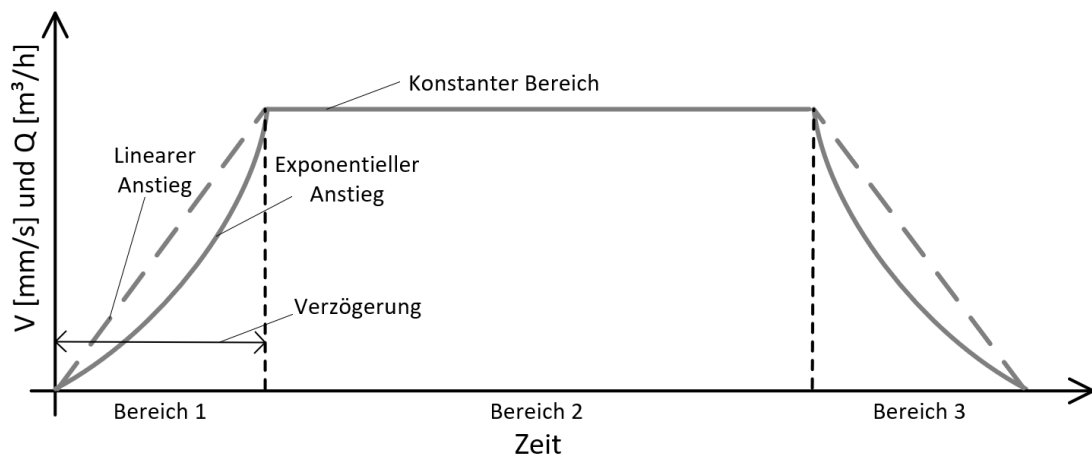 V [mm/s] und Q [m³/h]
Konstanter Bereich
Linearer
Anstieg
Exponentieller
Anstieg
Verzögerung
Bereich 1
Bereich 2
Bereich 3
Zeit